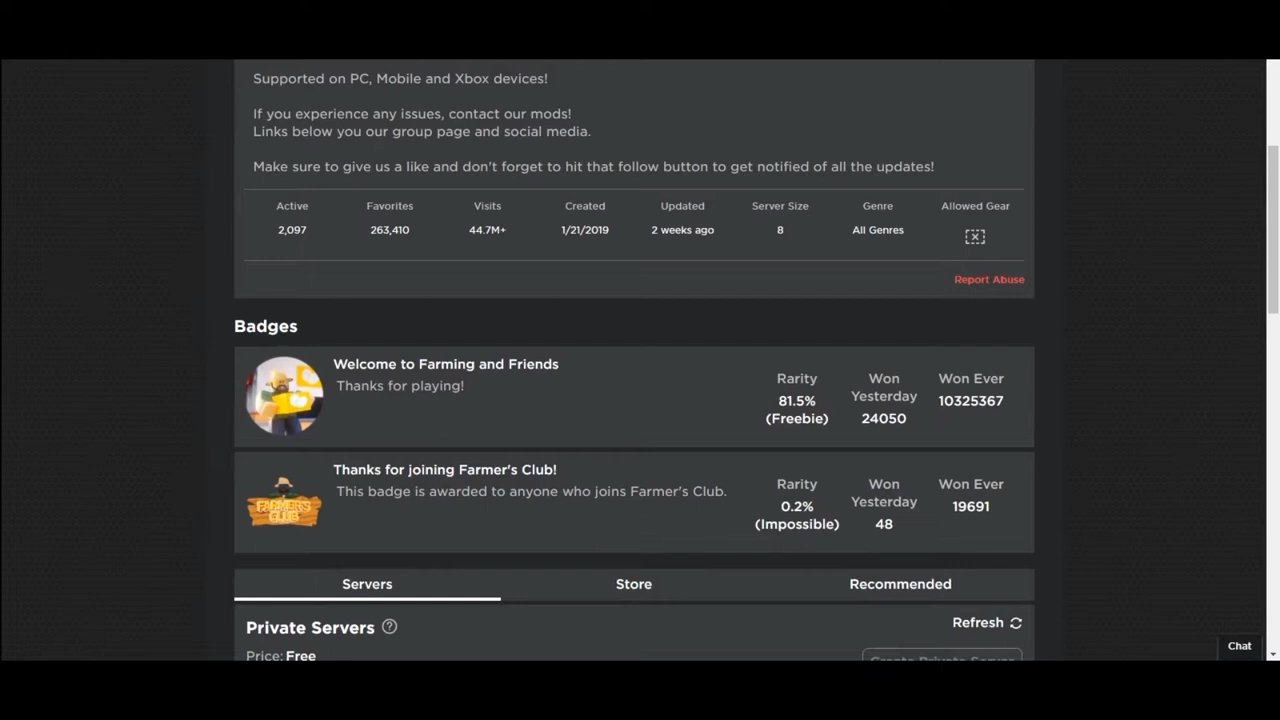 Supported on PC, Mobile and Xbox devices!
If you experience any issues, contact our mods!
Links below you our group page and social media.
Make sure to give us a like and don't forget to hit that follow button to get notified of all the updates!
Active Favorites Visits Created Updated Server Size Genre Allowed Gear
2,097 263,410 44.7M+ 1/21/2019 2 weeks ago 8 All Genres
Report Abuse
Badges
Welcome to Farming and Friends
Thanks for playing!
Rarity
81.5%
(Freebie)
Won
Yesterday
24050
Won Ever
10325367
FARMER'S
CLUB
Thanks for joining Farmer's Club!
This badge is awarded to anyone who joins Farmer's Club.
Rarity
0.2%
(Impossible)
Won
Yesterday
48
Won Ever
19691
Servers Store Recommended
Private Servers ?
Refresh
Price: Free
Create Private Server
Chat